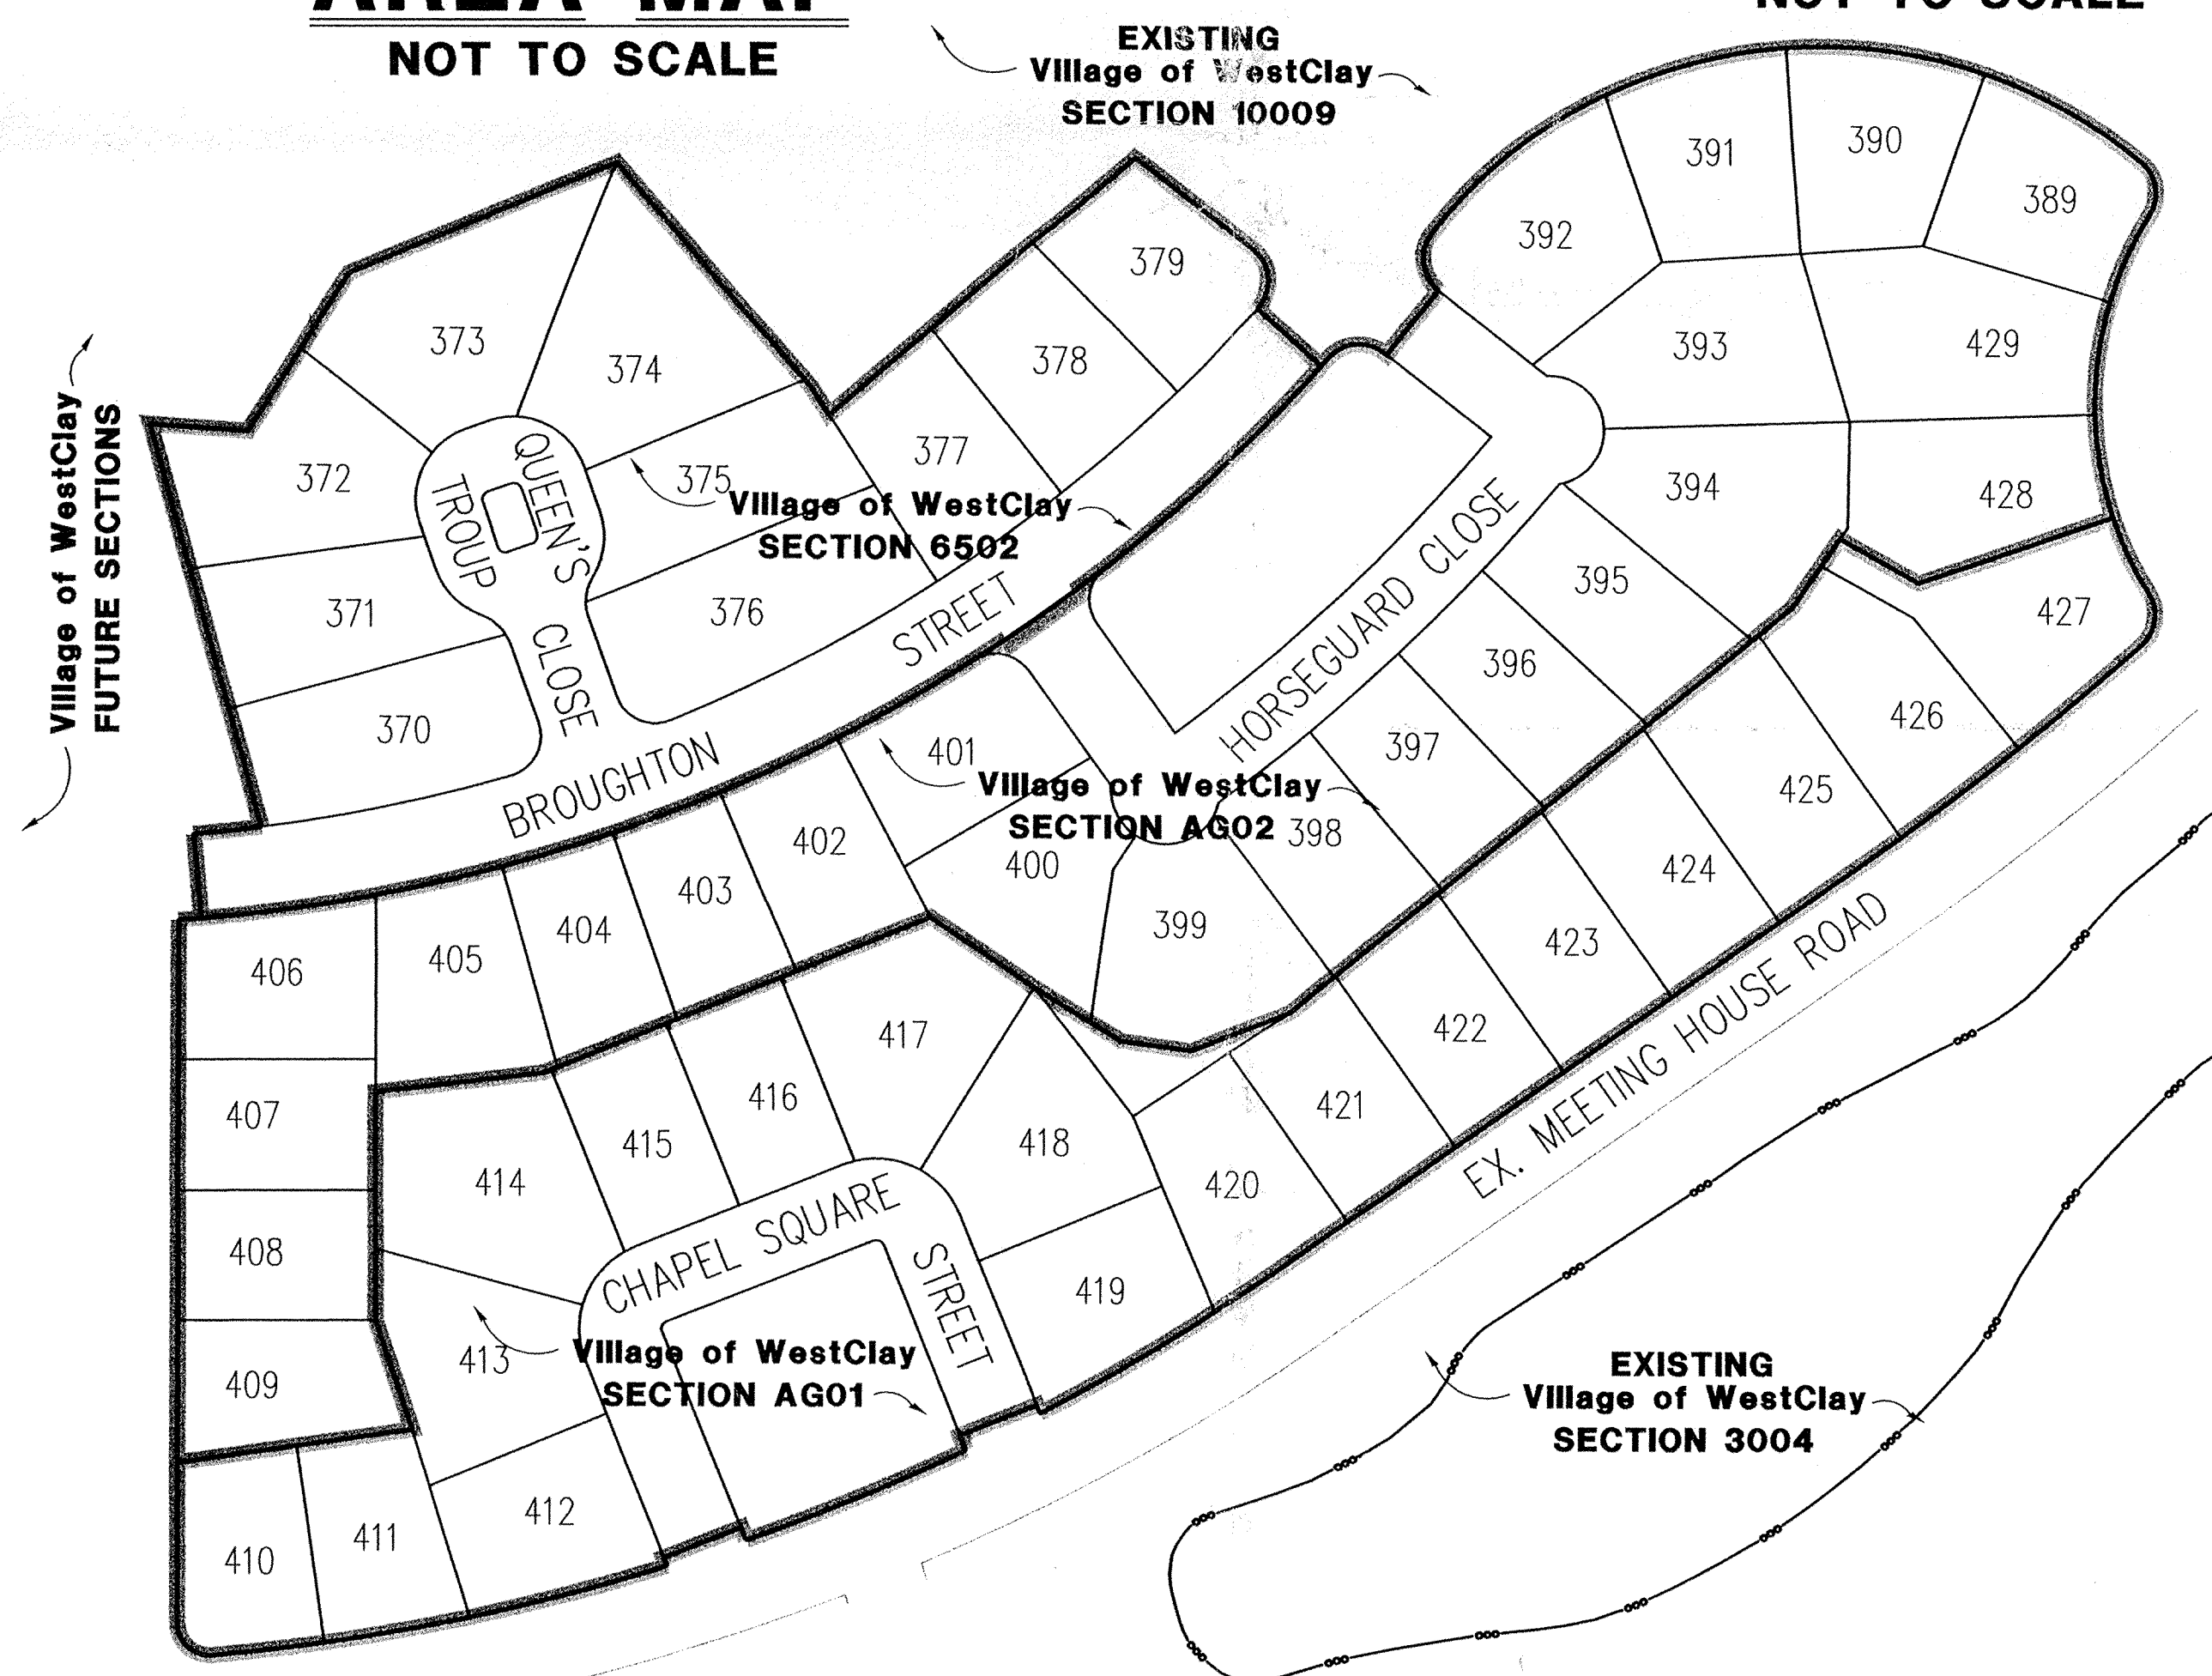 AREA MAP
NOT TO SCALE
NOT TO SCALE
EXISTING
Village of WestClay
SECTION 10009
391
390
389
392
379
373
374
378
393
429
Village of WestClay
FUTURE SECTIONS
372
QUEEN'S
TROUP
CLOSE
375
377
394
428
Village of WestClay
SECTION 6502
371
376
STREET
HORSEGUARD CLOSE
395
427
396
370
BROUGHTON
401
397
426
Village of WestClay
SECTION AG02
398
425
402
403
400
424
404
399
405
406
423
422
417
EX. MEETING HOUSE ROAD
407
416
415
421
418
414
420
408
CHAPEL SQUARE
STREET
419
413
409
Village of WestClay
SECTION AG01
EXISTING
Village of WestClay
SECTION 3004
412
411
410